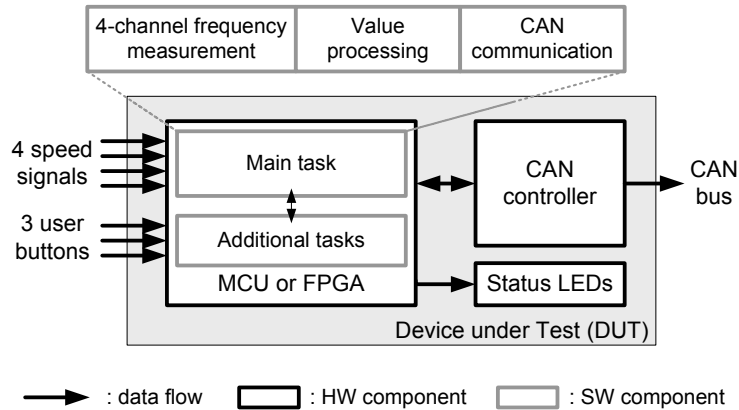 4-channel frequency measurement
Value processing
CAN communication
4 speed signals
Main task
CAN controller
CAN bus
3 user buttons
Additional tasks
MCU or FPGA
Status LEDs
Device under Test (DUT)
: data flow
: HW component
: SW component